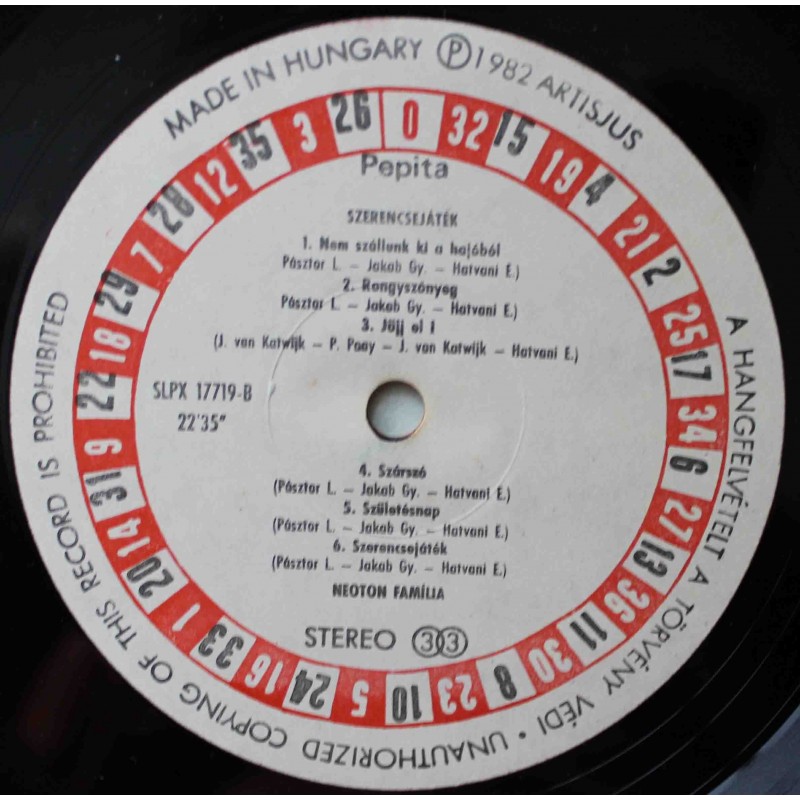 MADE IN HUNGARY Ⓟ 1982 ARTISJUS
A HANGFELVÉTELT A TÖRVÉNY VÉDI • UNAUTHORIZED COPYING OF THIS RECORD IS PROHIBITED
0 32 15 19 4 21 2 25 17 34 6 27 13 36 11 30 8 23 10 5 24 16 33 1 20 14 31 9 22 18 29 7 28 12 35 3 26
Pepita
SZERENCSEJÁTÉK
1. Nem szállunk ki a hajóból
Pásztor L. – Jakab Gy. – Hatvani E.)
2. Rongyszőnyeg
Pásztor L. – Jakab Gy. – Hatvani E.)
3. Jöjj el !
(J. van Katwijk – P. Pooy – J. van Katwijk – Hatvani E.)
SLPX 17719-B
22'35"
4. Szárszó
(Pásztor L. – Jakab Gy. – Hatvani E.)
5. Születésnap
(Pásztor L. – Jakab Gy. – Hatvani E.)
6. Szerencsejáték
(Pásztor L. – Jakab Gy. – Hatvani E.)
NEOTON FAMÍLIA
STEREO 33